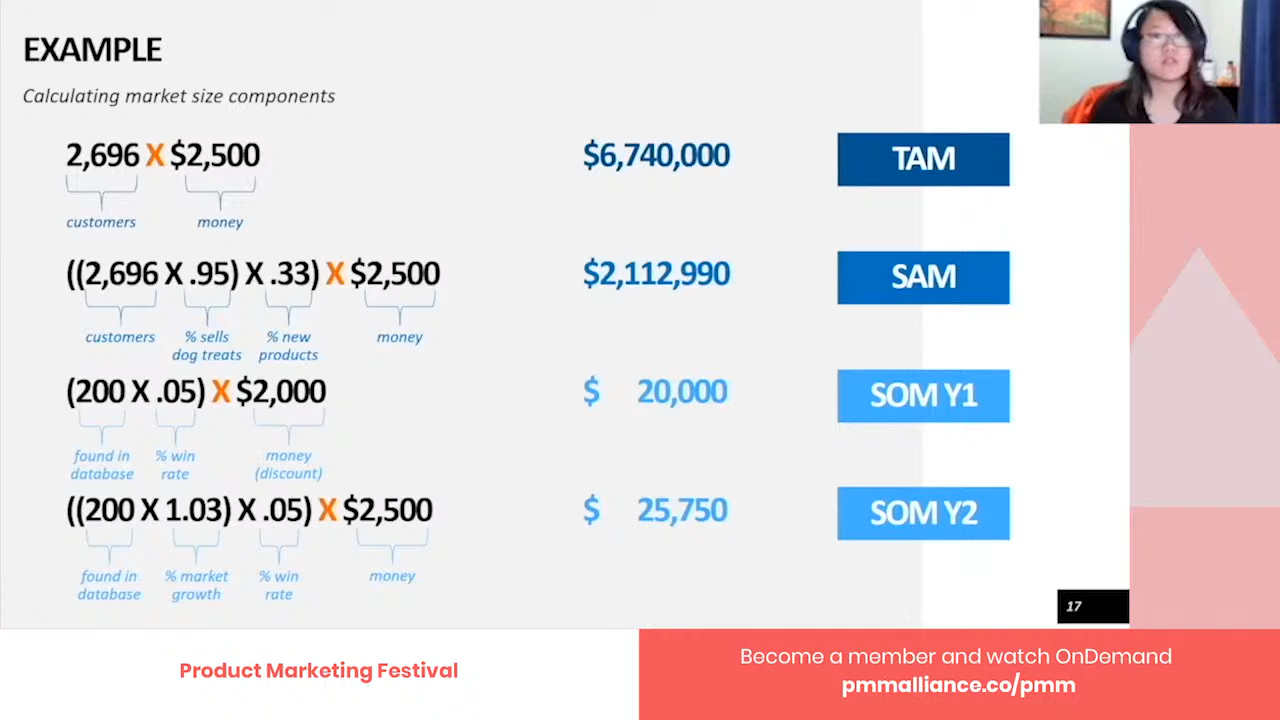 EXAMPLE
Calculating market size components
2,696 X $2,500
customers money
$6,740,000
TAM
((2,696 X .95) X .33) X $2,500
customers % sells dog treats % new products money
$2,112,990
SAM
(200 X .05) X $2,000
found in database % win rate money (discount)
$ 20,000
SOM Y1
((200 X 1.03) X .05) X $2,500
found in database % market growth % win rate money
$ 25,750
SOM Y2
17
Product Marketing Festival
Become a member and watch OnDemand
pmmalliance.co/pmm